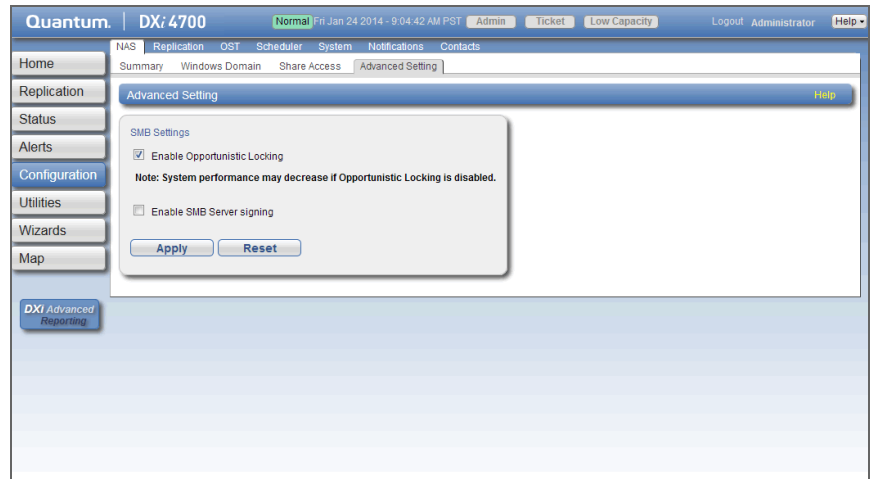 Quantum. DXi 4700 Normal Fri Jan 24 2014 - 9:04:42 AM PST Admin Ticket Low Capacity Logout Administrator Help
NAS Replication OST Scheduler System Notifications Contacts
Summary Windows Domain Share Access Advanced Setting
Home
Replication
Status
Alerts
Configuration
Utilities
Wizards
Map
DXi Advanced
Reporting
Advanced Setting Help
SMB Settings
Enable Opportunistic Locking
Note: System performance may decrease if Opportunistic Locking is disabled.
Enable SMB Server signing
Apply Reset